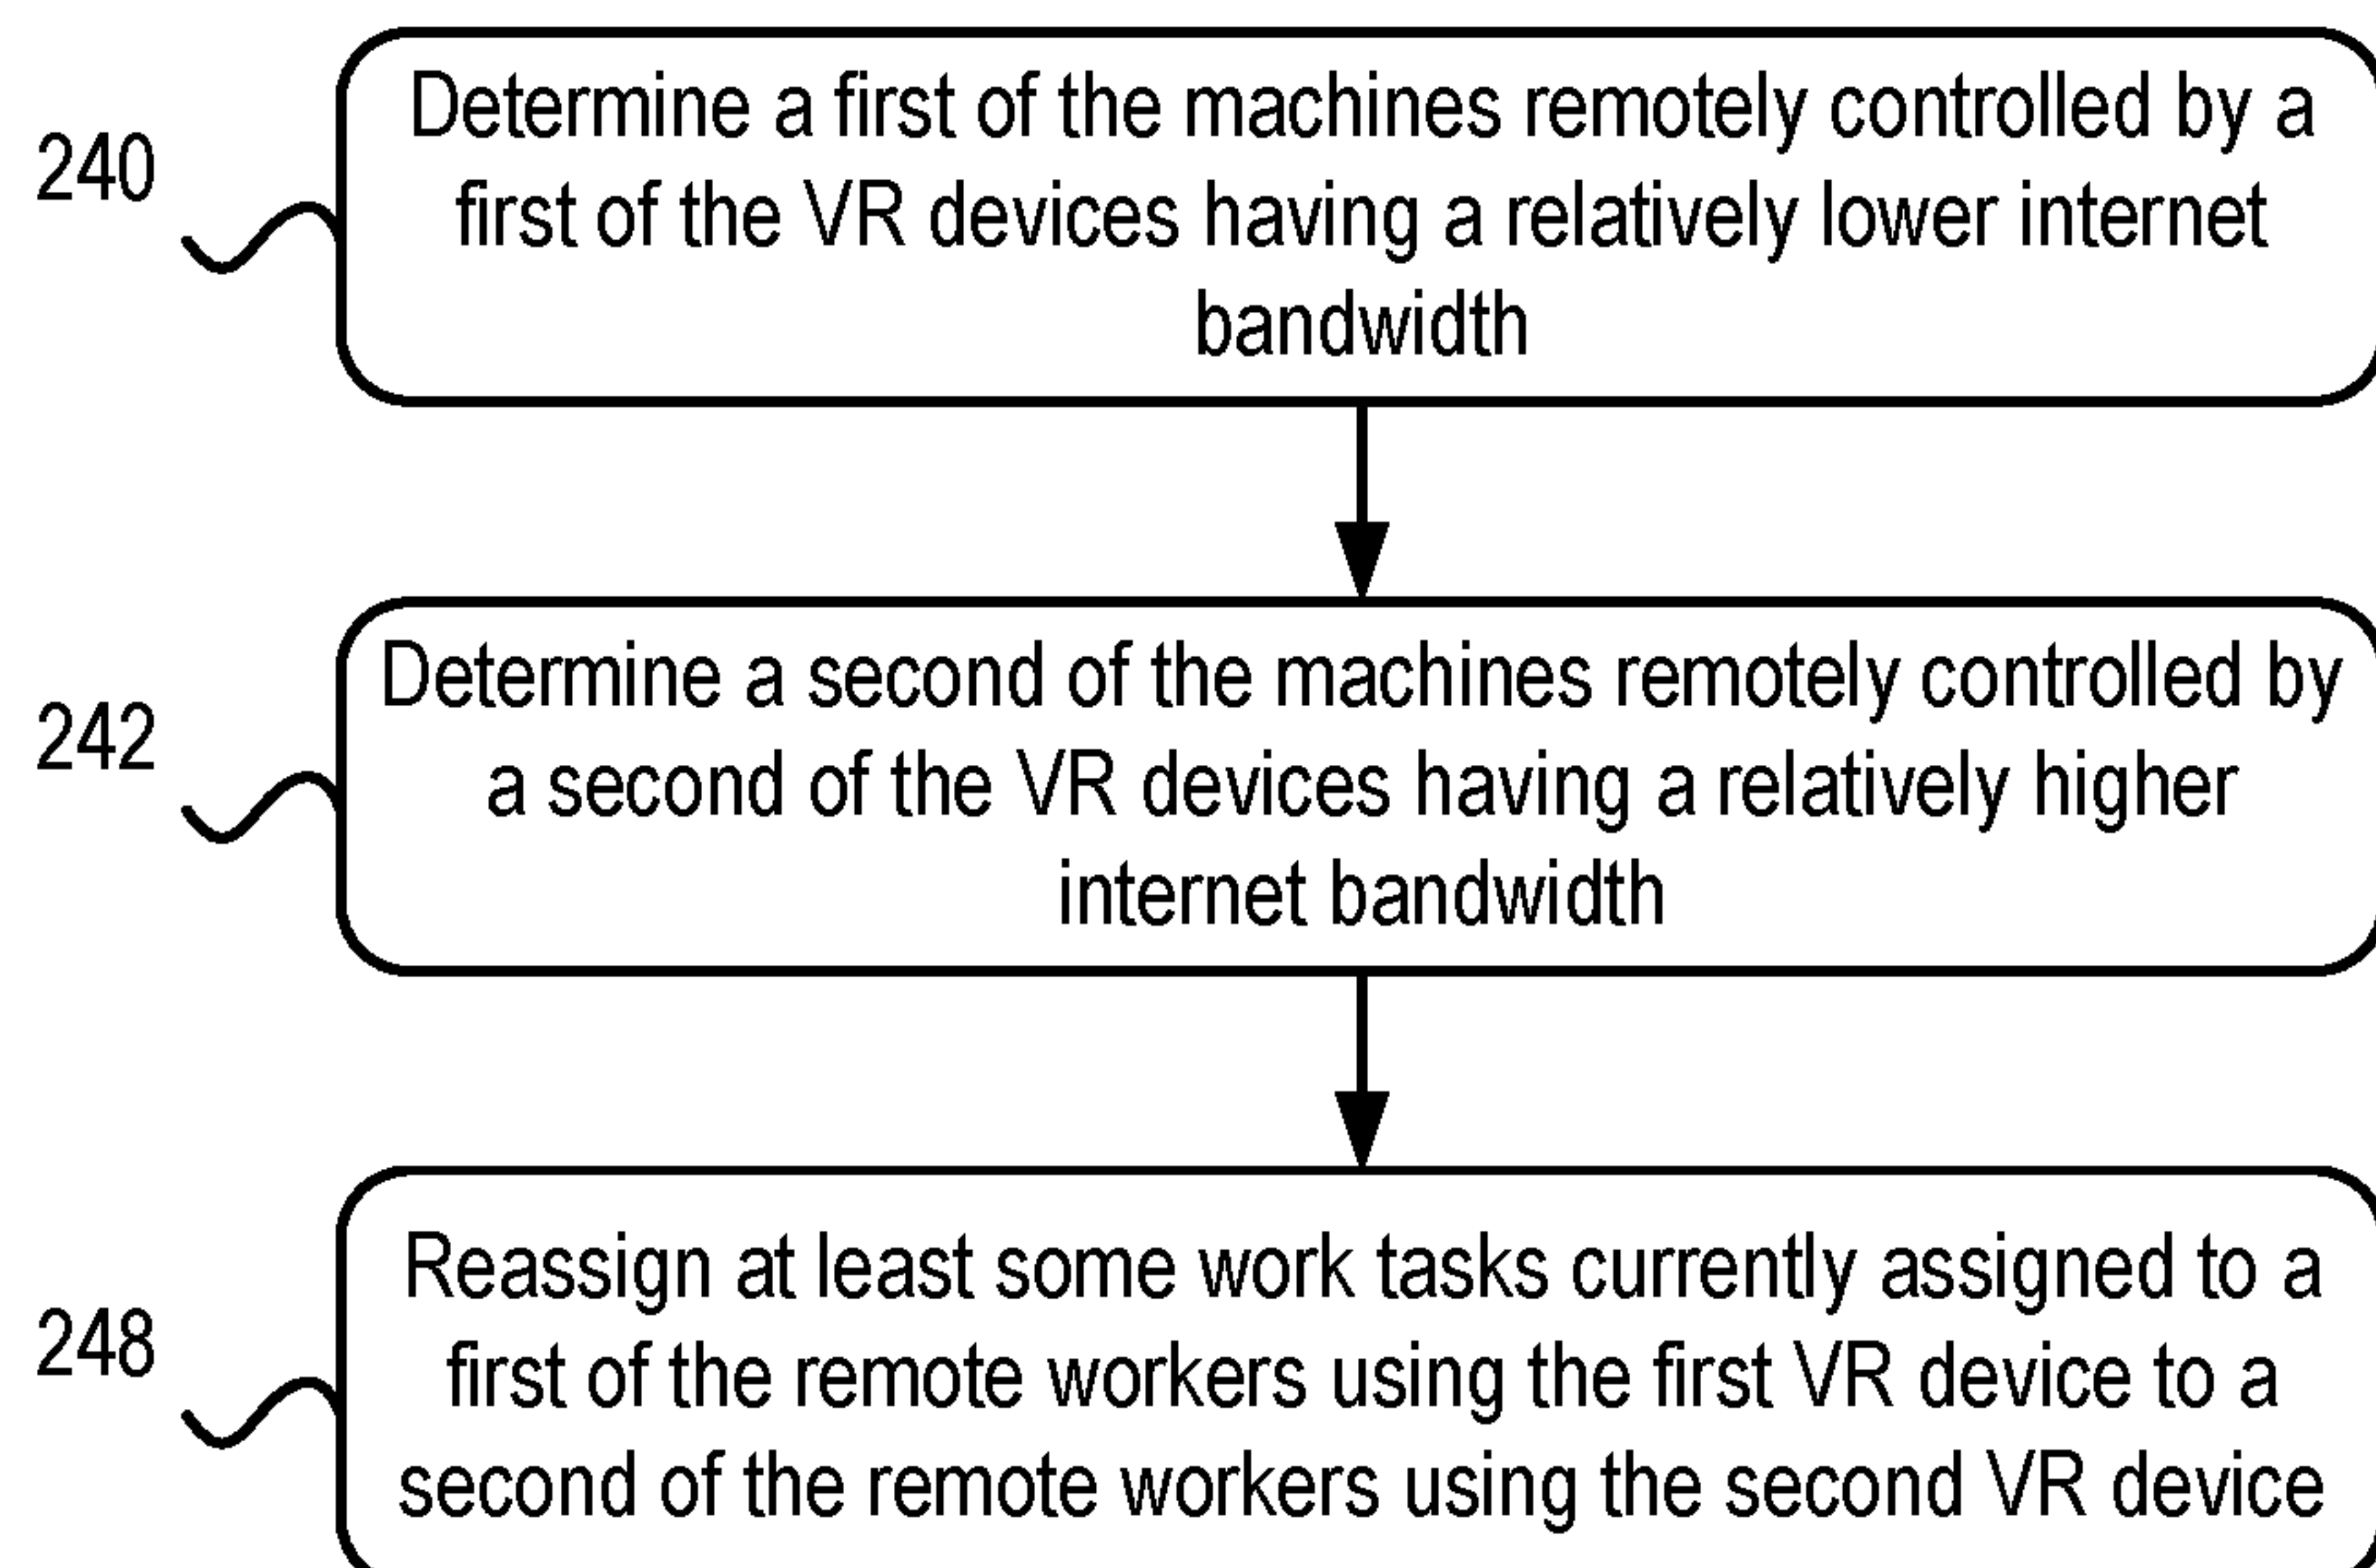 240
Determine a first of the machines remotely controlled by a
first of the VR devices having a relatively lower internet
bandwidth
242
Determine a second of the machines remotely controlled by
a second of the VR devices having a relatively higher
internet bandwidth
248
Reassign at least some work tasks currently assigned to a
first of the remote workers using the first VR device to a
second of the remote workers using the second VR device